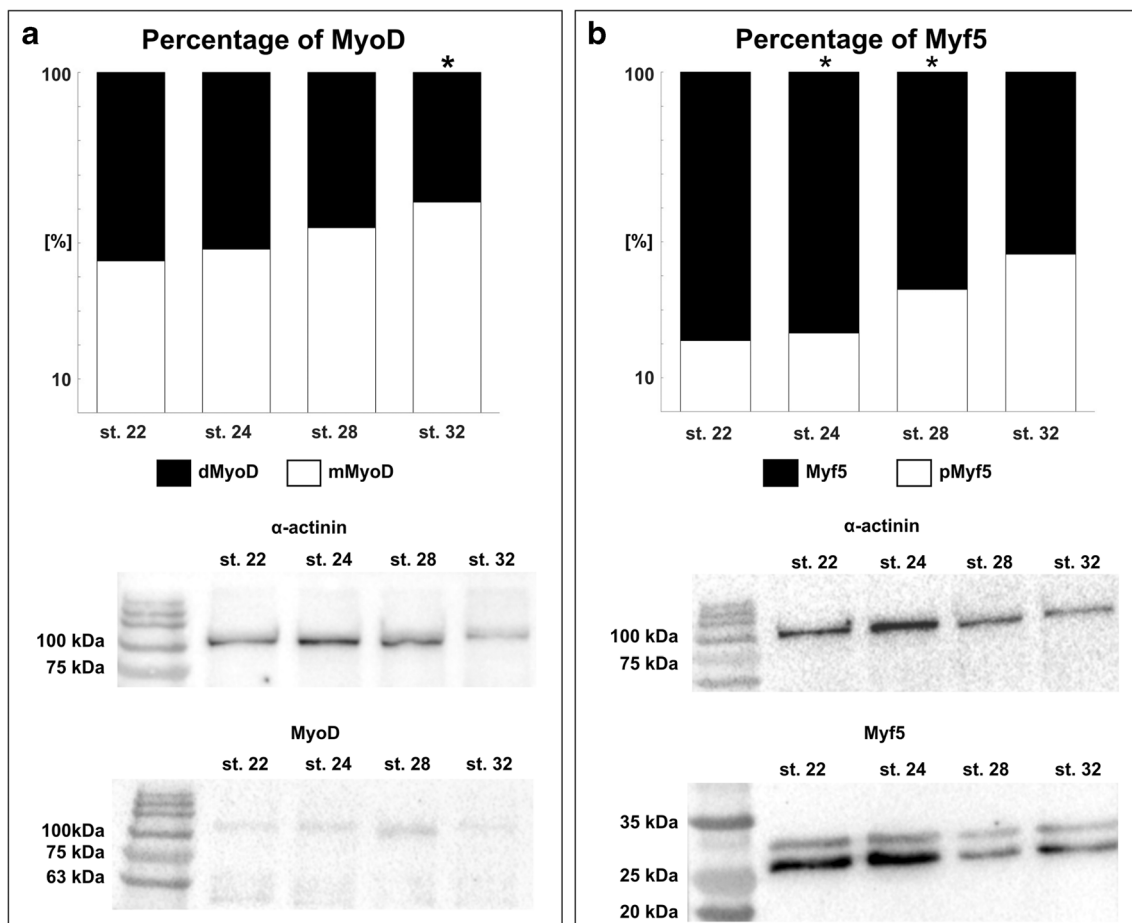 a
Percentage of MyoD
*
100
[%]
10
st. 22 st. 24 st. 28 st. 32
dMyoD mMyoD
α-actinin
st. 22 st. 24 st. 28 st. 32
100 kDa
75 kDa
MyoD
st. 22 st. 24 st. 28 st. 32
100kDa
75 kDa
63 kDa
b
Percentage of Myf5
* *
100
[%]
10
st. 22 st. 24 st. 28 st. 32
Myf5 pMyf5
α-actinin
st. 22 st. 24 st. 28 st. 32
100 kDa
75 kDa
Myf5
st. 22 st. 24 st. 28 st. 32
35 kDa
25 kDa
20 kDa